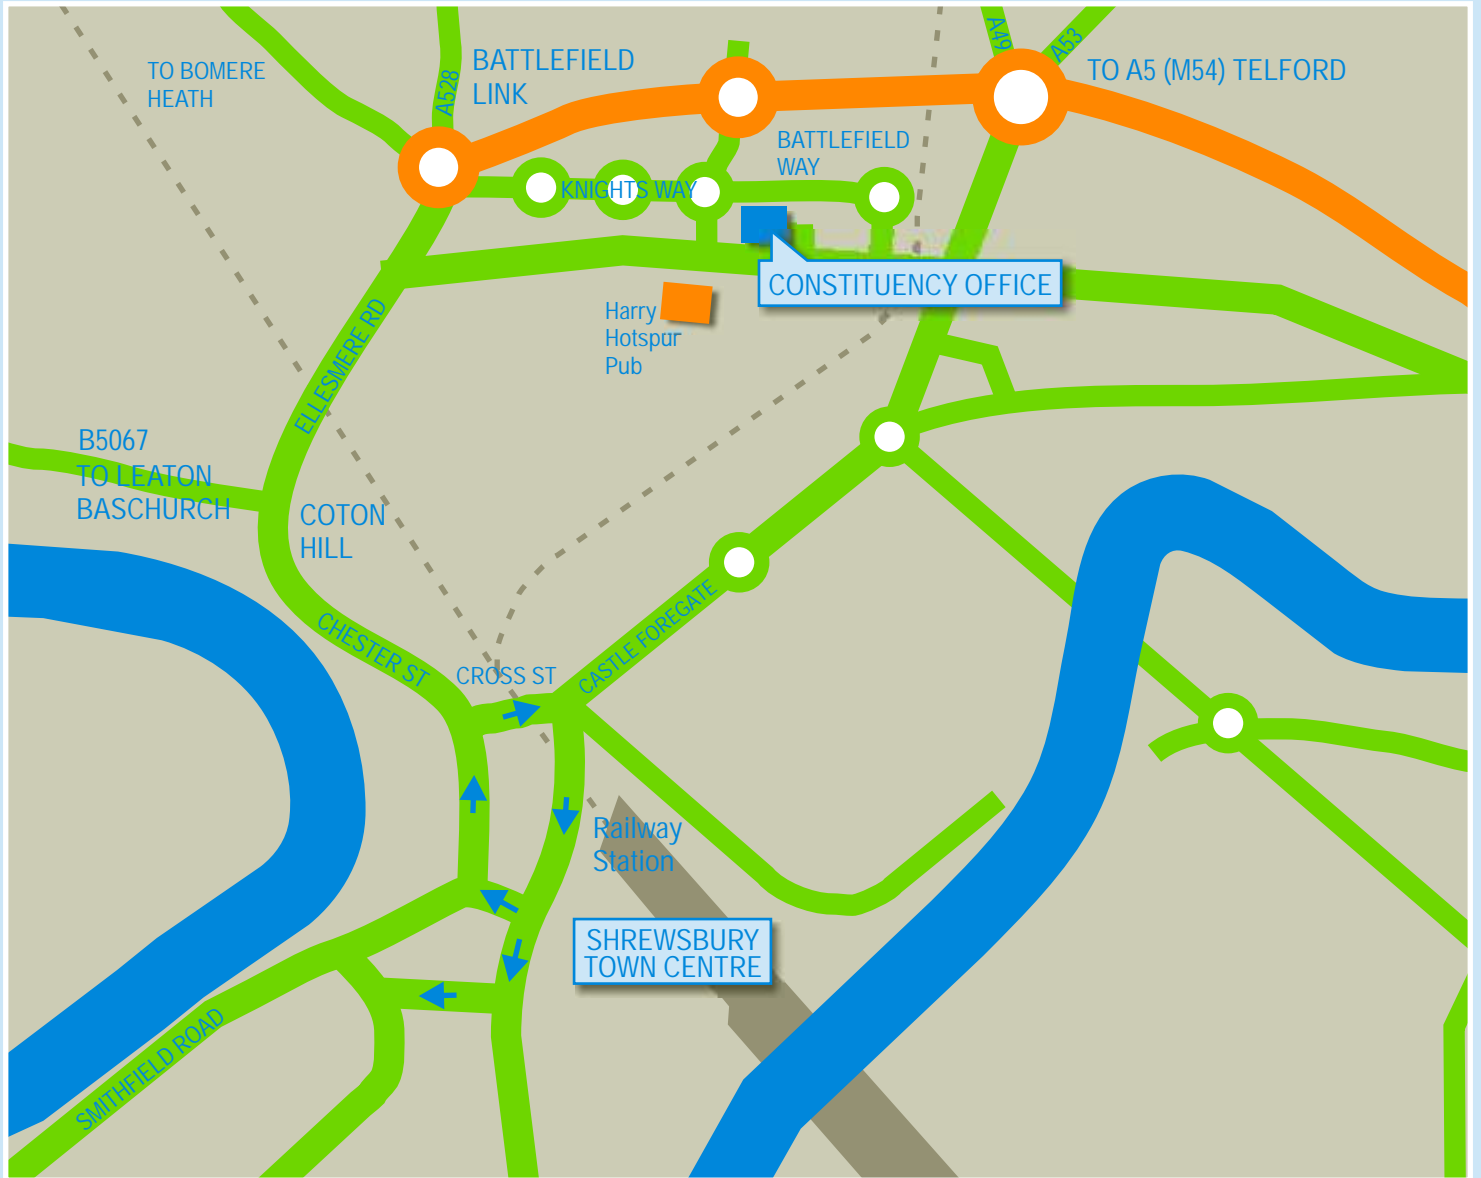 A49
A53
TO BOMERE
HEATH
A528
BATTLEFIELD
LINK
TO A5 (M54) TELFORD
BATTLEFIELD
WAY
KNIGHTS WAY
CONSTITUENCY OFFICE
Harry
Hotspur
Pub
ELLESMERE RD
B5067
TO LEATON
BASCHURCH
COTON
HILL
CHESTER ST
CROSS ST
CASTLE FOREGATE
Railway
Station
SHREWSBURY
TOWN CENTRE
SMITHFIELD ROAD